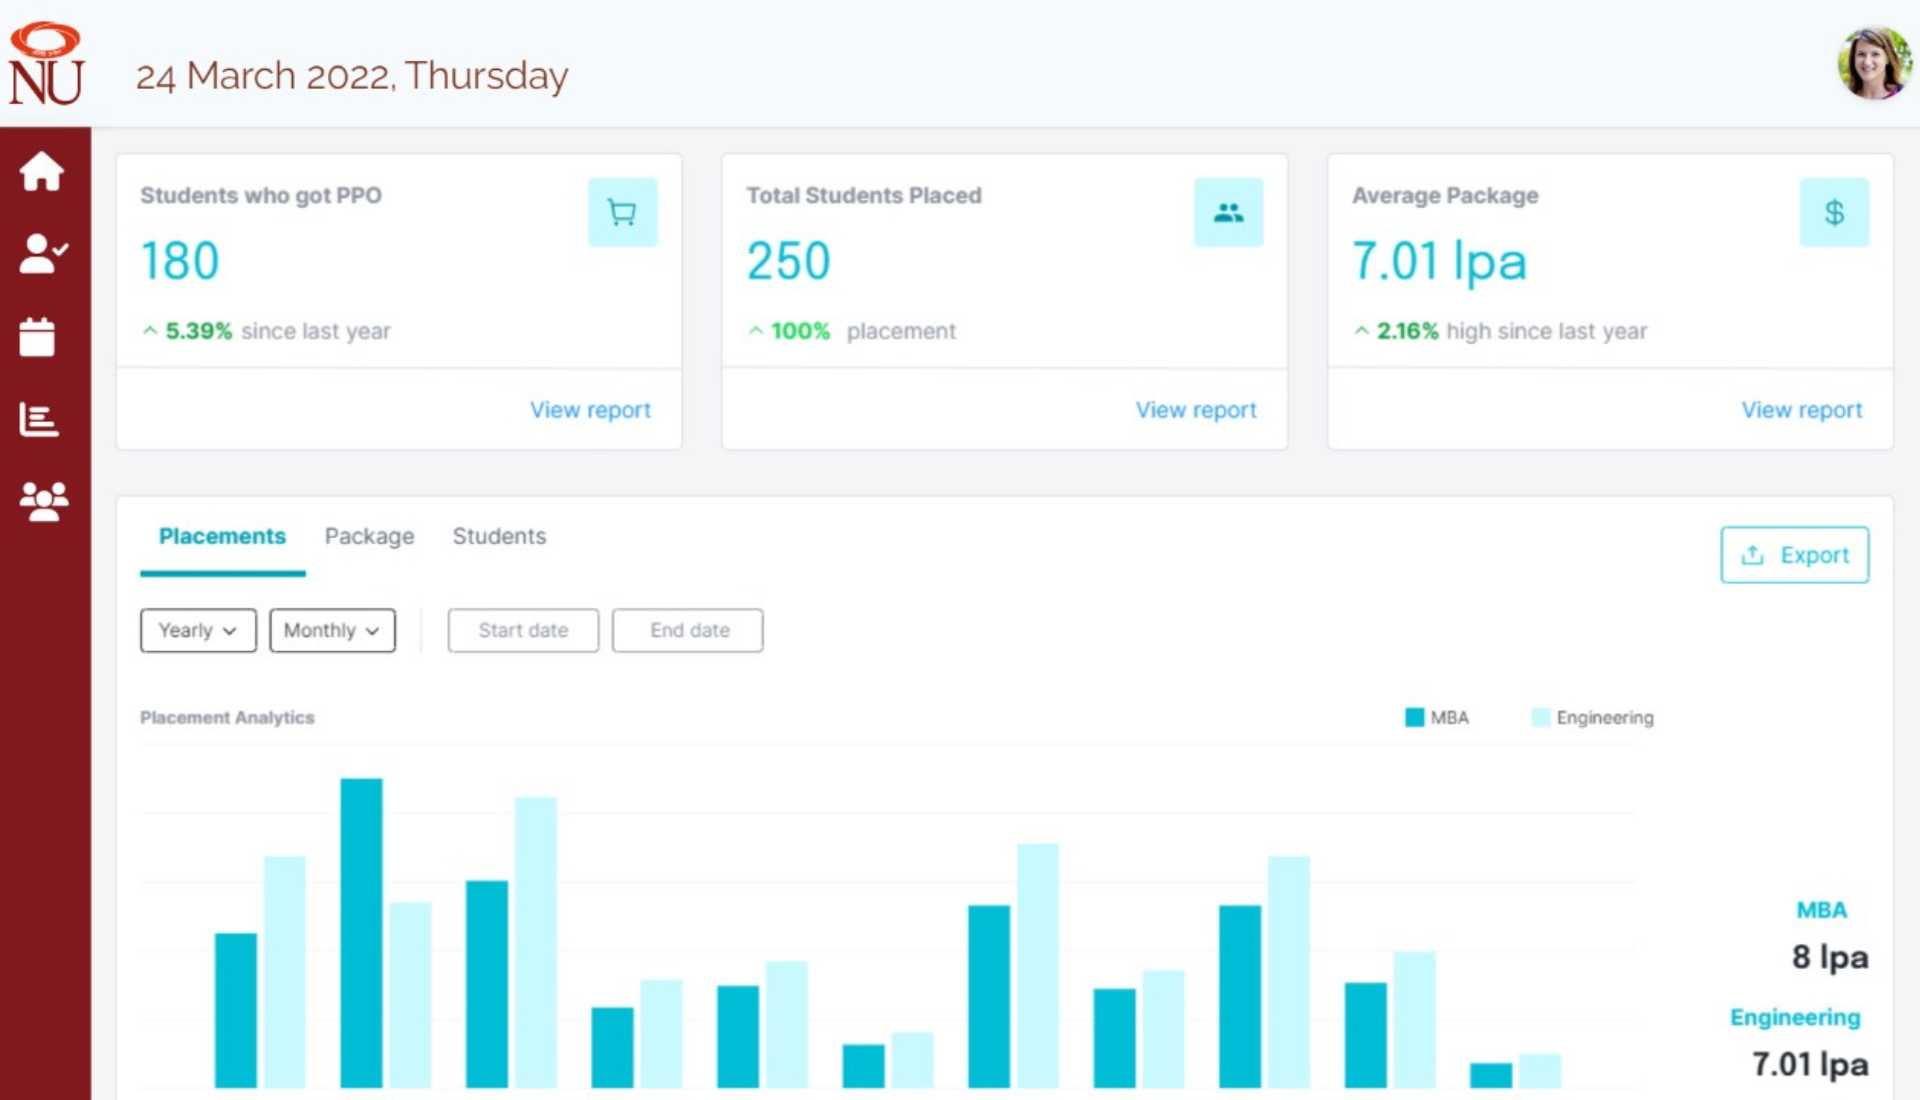 NU
24 March 2022, Thursday
Students who got PPO
180
5.39% since last year
View report
Total Students Placed
250
100% placement
View report
Average Package
7.01 lpa
2.16% high since last year
View report
Placements Package Students
Export
Yearly Monthly Start date End date
Placement Analytics
MBA Engineering
MBA
8 lpa
Engineering
7.01 lpa